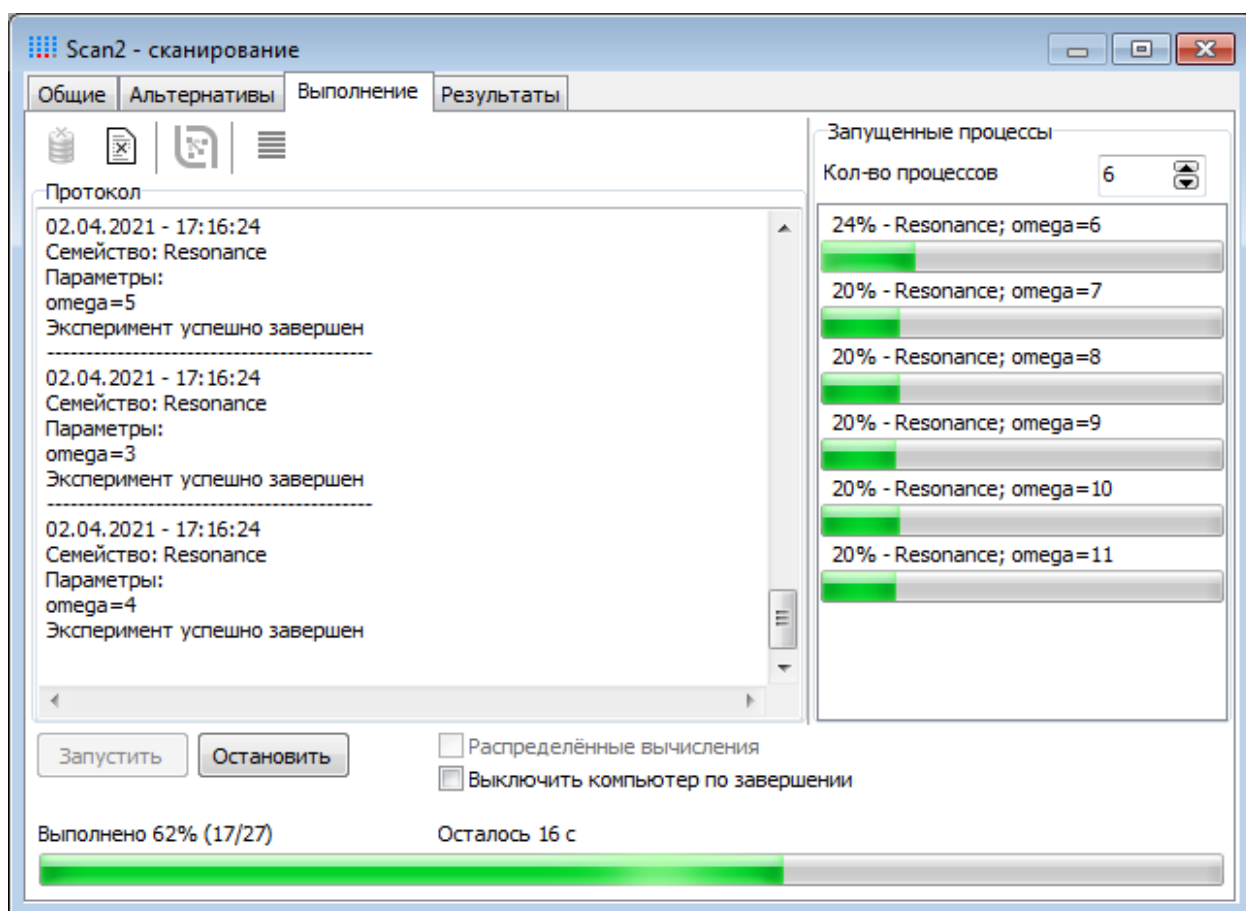 Scan2 - сканирование
Общие Альтернативы Выполнение Результаты
Протокол
02.04.2021 - 17:16:24
Семейство: Resonance
Параметры:
omega=5
Эксперимент успешно завершен
------------------------------------------
02.04.2021 - 17:16:24
Семейство: Resonance
Параметры:
omega=3
Эксперимент успешно завершен
------------------------------------------
02.04.2021 - 17:16:24
Семейство: Resonance
Параметры:
omega=4
Эксперимент успешно завершен
Запущенные процессы
Кол-во процессов 6
24% - Resonance; omega=6
20% - Resonance; omega=7
20% - Resonance; omega=8
20% - Resonance; omega=9
20% - Resonance; omega=10
20% - Resonance; omega=11
Запустить Остановить
Распределённые вычисления
Выключить компьютер по завершении
Выполнено 62% (17/27) Осталось 16 с